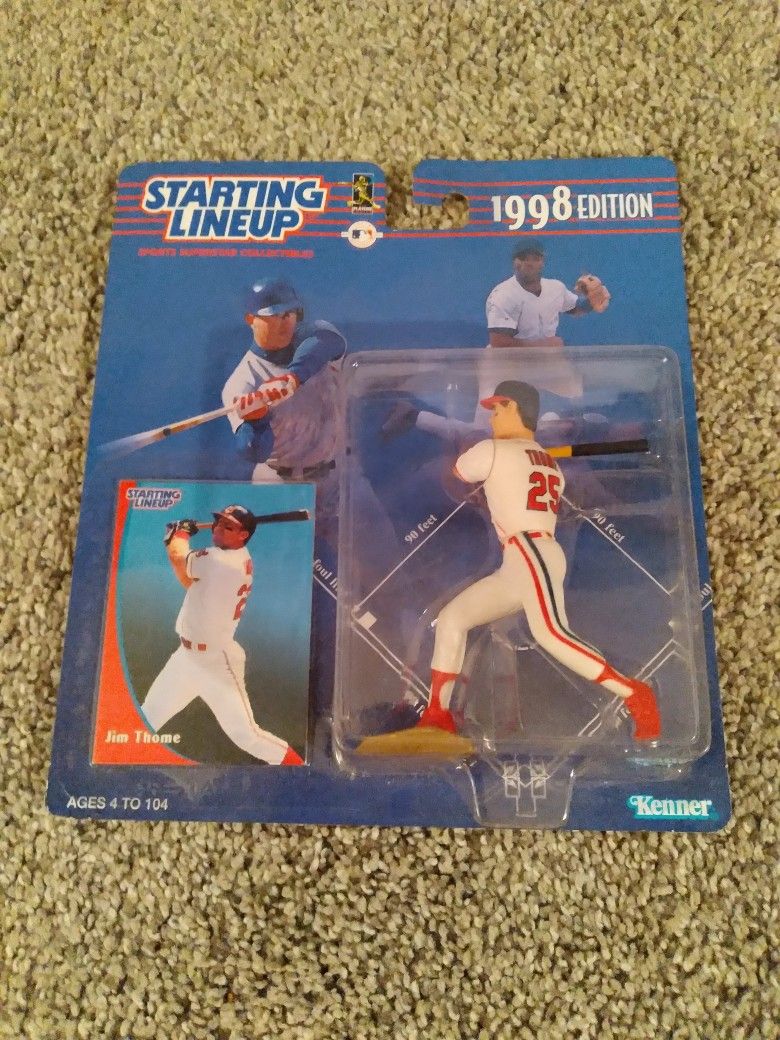 STARTING
LINEUP
1998 EDITION
SPORTS SUPERSTAR COLLECTIBLES
THOME
25
90 feet
90 feet
STARTING
LINEUP
Jim Thome
AGES 4 TO 104
Kenner